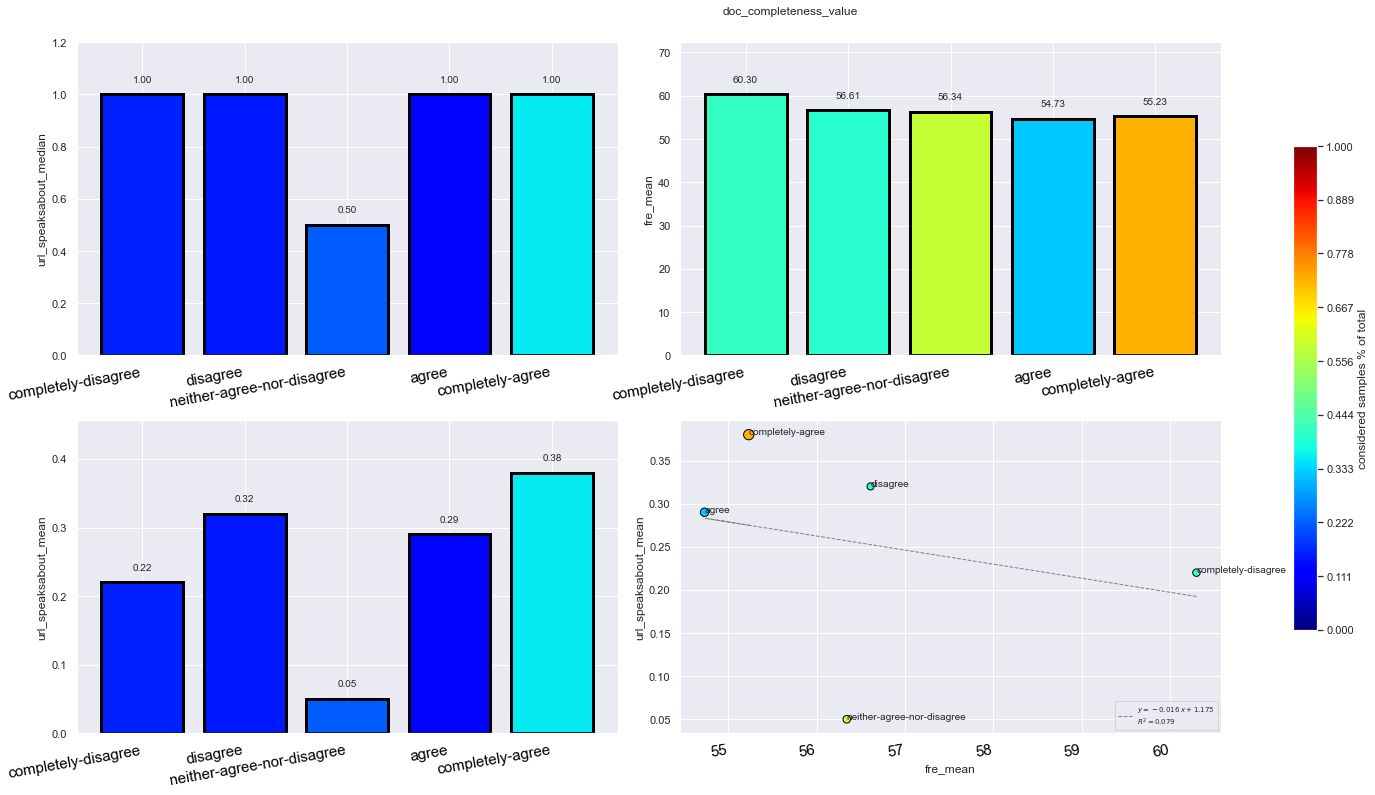 doc_completeness_value
1.2
1.0
0.8
0.6
0.4
0.2
0.0
url_speaksabout_median
1.00
1.00
0.50
1.00
1.00
completely-disagree
disagree
neither-agree-nor-disagree
agree
completely-agree
70
60
50
40
30
20
10
0
fre_mean
60.30
56.61
56.34
54.73
55.23
completely-disagree
disagree
neither-agree-nor-disagree
agree
completely-agree
0.4
0.3
0.2
0.1
0.0
url_speaksabout_mean
0.22
0.32
0.05
0.29
0.38
completely-disagree
disagree
neither-agree-nor-disagree
agree
completely-agree
0.35
0.30
0.25
0.20
0.15
0.10
0.05
url_speaksabout_mean
completely-agree
disagree
agree
completely-disagree
neither-agree-nor-disagree
y = −0.016 x + 1.175
R² = 0.079
55
56
57
58
59
60
fre_mean
1.000
0.889
0.778
0.667
0.556
0.444
0.333
0.222
0.111
0.000
considered samples % of total